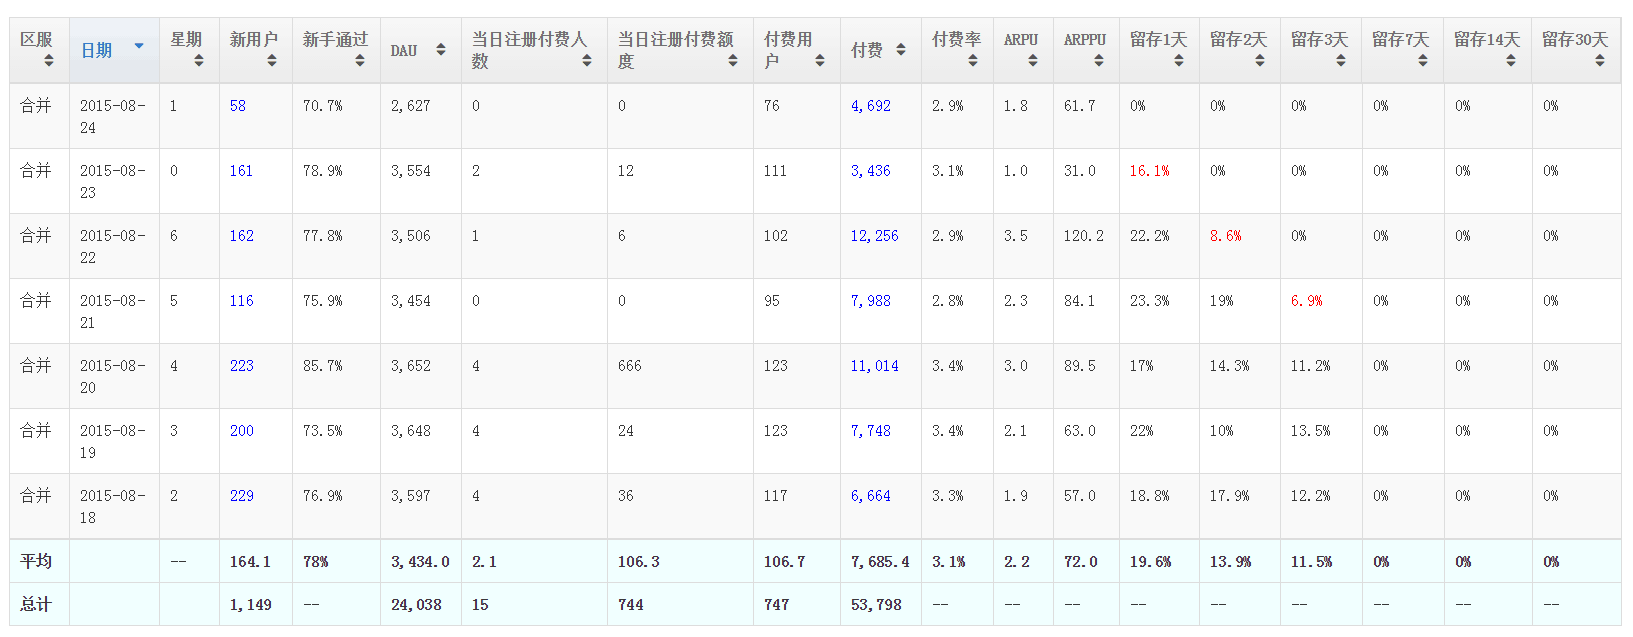 区服 日期 星期 新用户 新手通过 DAU 当日注册付费人数 当日注册付费额度 付费用户 付费 付费率 ARPU ARPPU 留存1天 留存2天 留存3天 留存7天 留存14天 留存30天
合并 2015-08-24 1 58 70.7% 2,627 0 0 76 4,692 2.9% 1.8 61.7 0% 0% 0% 0% 0% 0%
合并 2015-08-23 0 161 78.9% 3,554 2 12 111 3,436 3.1% 1.0 31.0 16.1% 0% 0% 0% 0% 0%
合并 2015-08-22 6 162 77.8% 3,506 1 6 102 12,256 2.9% 3.5 120.2 22.2% 8.6% 0% 0% 0% 0%
合并 2015-08-21 5 116 75.9% 3,454 0 0 95 7,988 2.8% 2.3 84.1 23.3% 19% 6.9% 0% 0% 0%
合并 2015-08-20 4 223 85.7% 3,652 4 666 123 11,014 3.4% 3.0 89.5 17% 14.3% 11.2% 0% 0% 0%
合并 2015-08-19 3 200 73.5% 3,648 4 24 123 7,748 3.4% 2.1 63.0 22% 10% 13.5% 0% 0% 0%
合并 2015-08-18 2 229 76.9% 3,597 4 36 117 6,664 3.3% 1.9 57.0 18.8% 17.9% 12.2% 0% 0% 0%
平均 -- 164.1 78% 3,434.0 2.1 106.3 106.7 7,685.4 3.1% 2.2 72.0 19.6% 13.9% 11.5% 0% 0% 0%
总计 1,149 -- 24,038 15 744 747 53,798 -- -- -- -- -- -- -- -- --